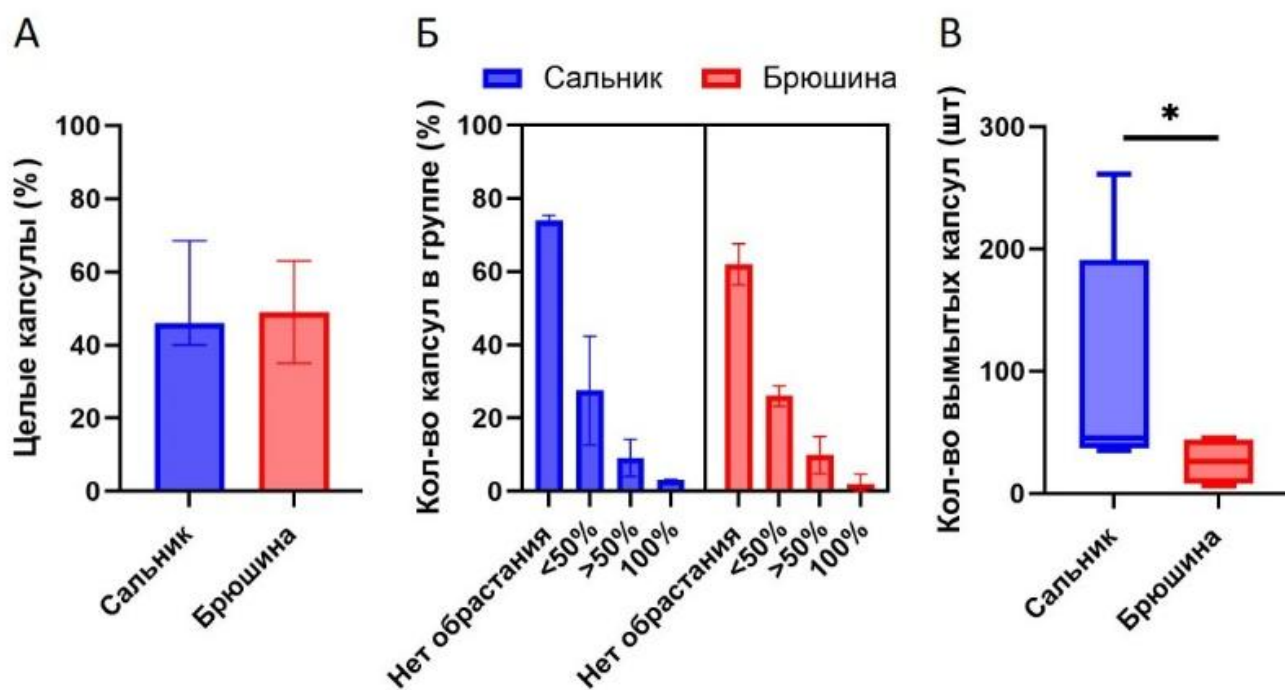 А
Целые капсулы (%)
100
80
60
40
20
0
Сальник
Брюшина
Б
Сальник
Брюшина
Кол-во капсул в группе (%)
100
80
60
40
20
0
Нет обрастания
<50%
>50%
100%
Нет обрастания
<50%
>50%
100%
В
Кол-во вымытых капсул (шт)
300
200
100
0
*
Сальник
Брюшина